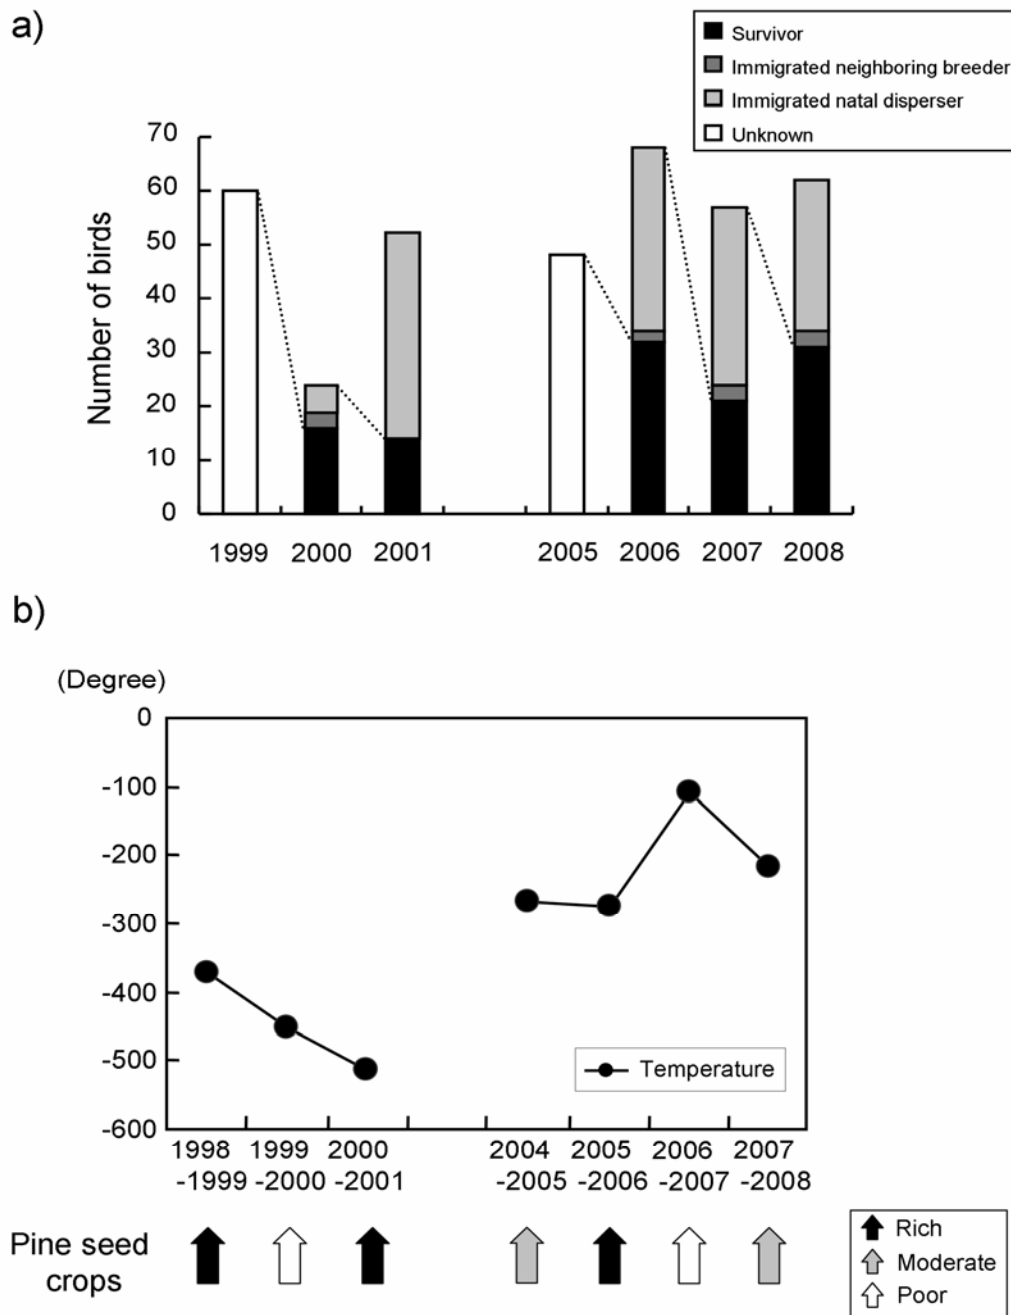 a)
Survivor
Immigrated neighboring breeder
Immigrated natal disperser
Unknown
Number of birds
70
60
50
40
30
20
10
0
1999 2000 2001 2005 2006 2007 2008
b)
(Degree)
0
-100
-200
-300
-400
-500
-600
Temperature
1998 1999 2000 2004 2005 2006 2007
-1999 -2000 -2001 -2005 -2006 -2007 -2008
Pine seed
crops
Rich
Moderate
Poor